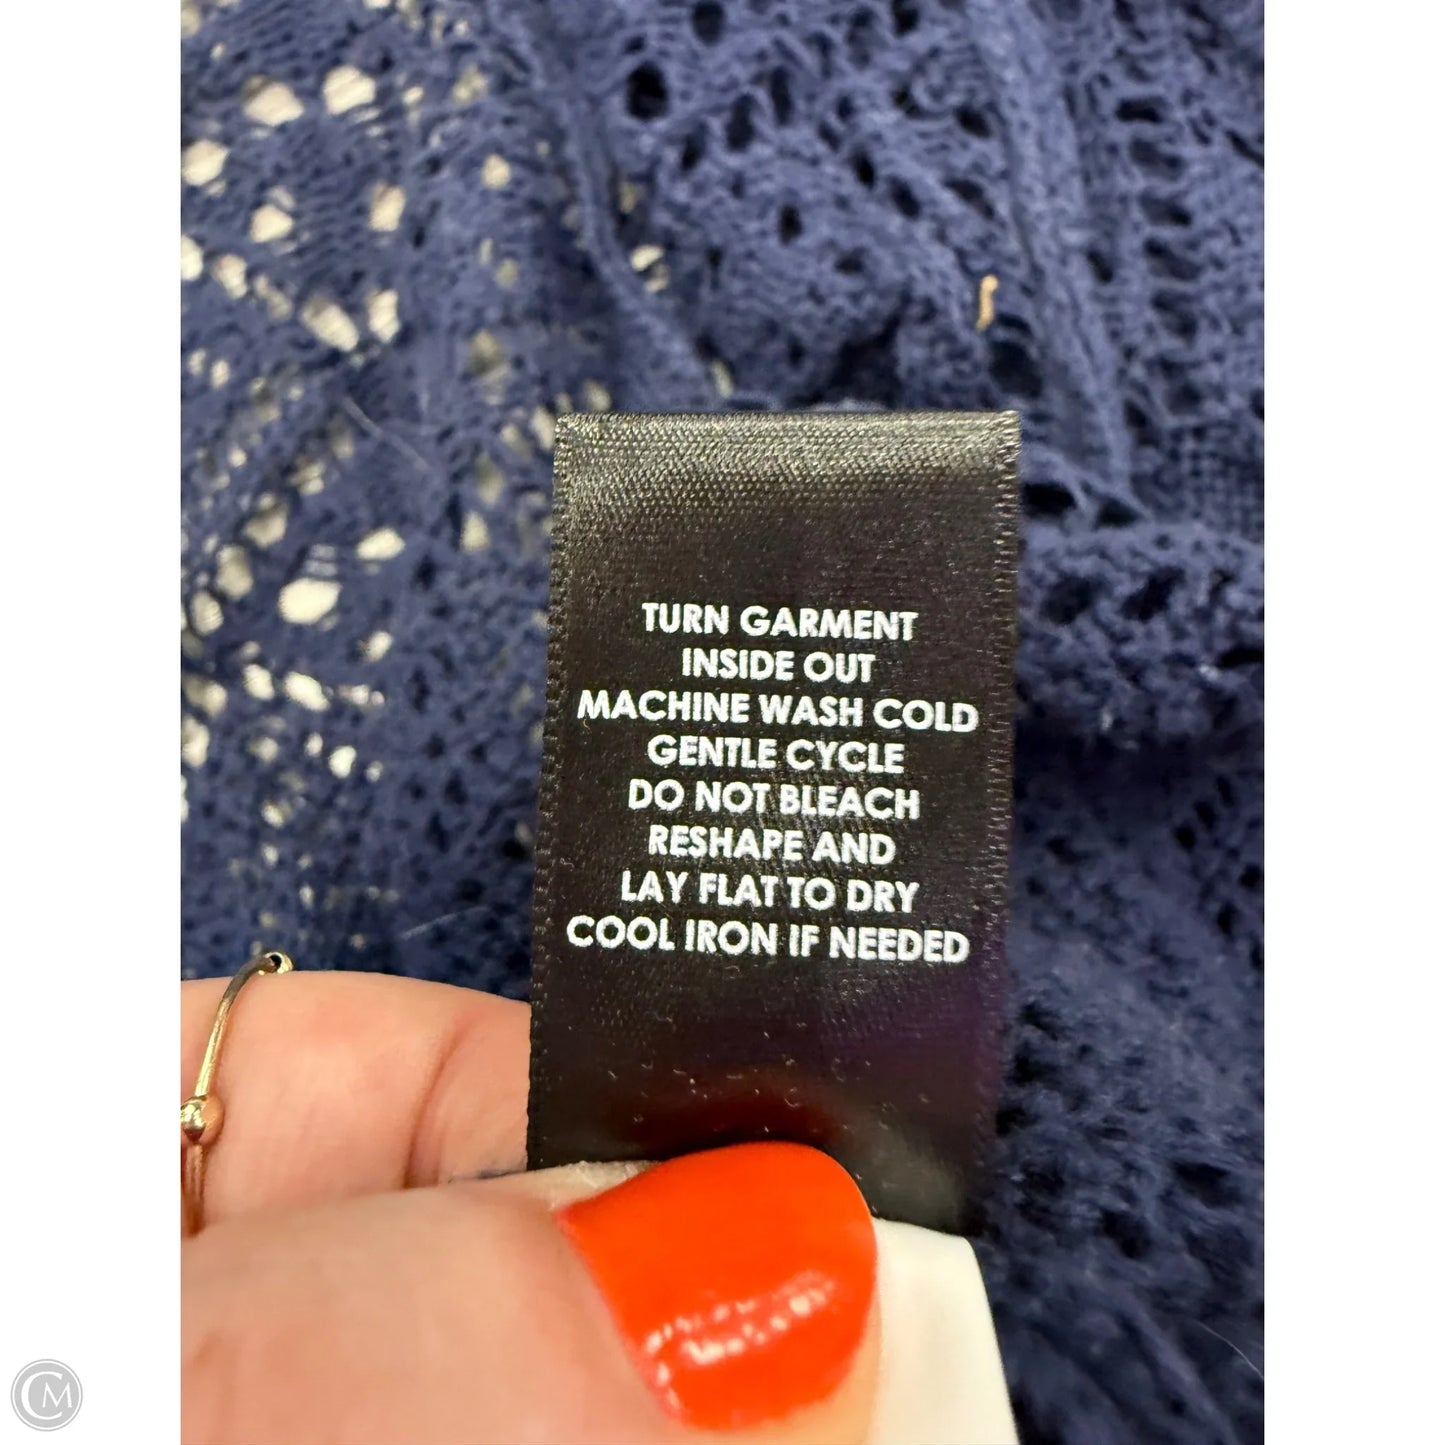 TURN GARMENT
INSIDE OUT
MACHINE WASH COLD
GENTLE CYCLE
DO NOT BLEACH
RESHAPE AND
LAY FLAT TO DRY
COOL IRON IF NEEDED
CM